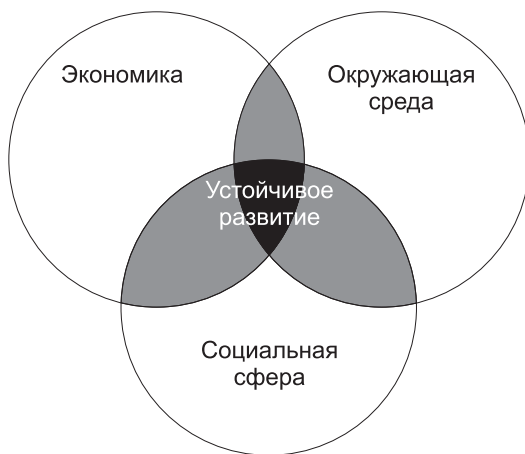 Экономика
Окружающая
среда
Устойчивое
развитие
Социальная
сфера